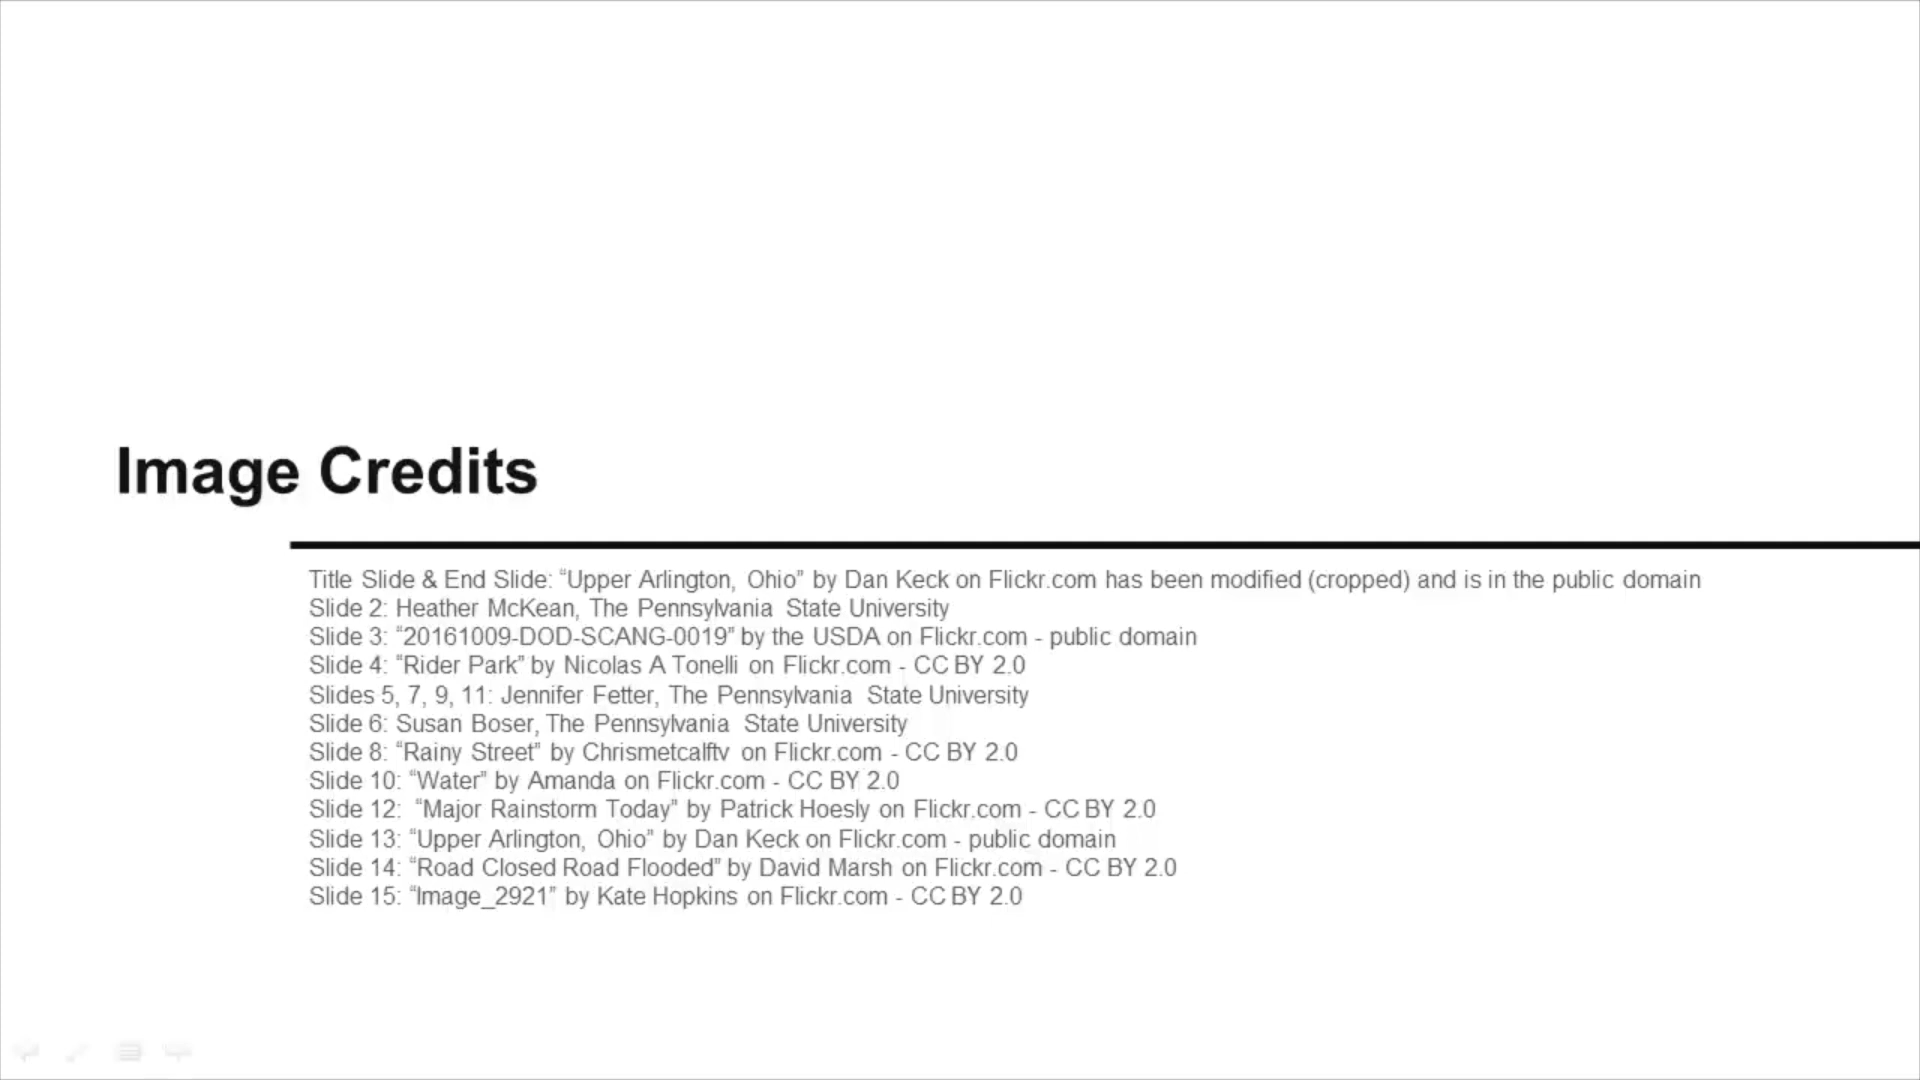 Image Credits
Title Slide & End Slide: “Upper Arlington, Ohio” by Dan Keck on Flickr.com has been modified (cropped) and is in the public domain
Slide 2: Heather McKean, The Pennsylvania State University
Slide 3: “20161009-DOD-SCANG-0019” by the USDA on Flickr.com - public domain
Slide 4: “Rider Park” by Nicolas A Tonelli on Flickr.com - CC BY 2.0
Slides 5, 7, 9, 11: Jennifer Fetter, The Pennsylvania State University
Slide 6: Susan Boser, The Pennsylvania State University
Slide 8: “Rainy Street” by Chrismetcalftv on Flickr.com - CC BY 2.0
Slide 10: “Water” by Amanda on Flickr.com - CC BY 2.0
Slide 12: “Major Rainstorm Today” by Patrick Hoesly on Flickr.com - CC BY 2.0
Slide 13: “Upper Arlington, Ohio” by Dan Keck on Flickr.com - public domain
Slide 14: “Road Closed Road Flooded” by David Marsh on Flickr.com - CC BY 2.0
Slide 15: “Image_2921” by Kate Hopkins on Flickr.com - CC BY 2.0